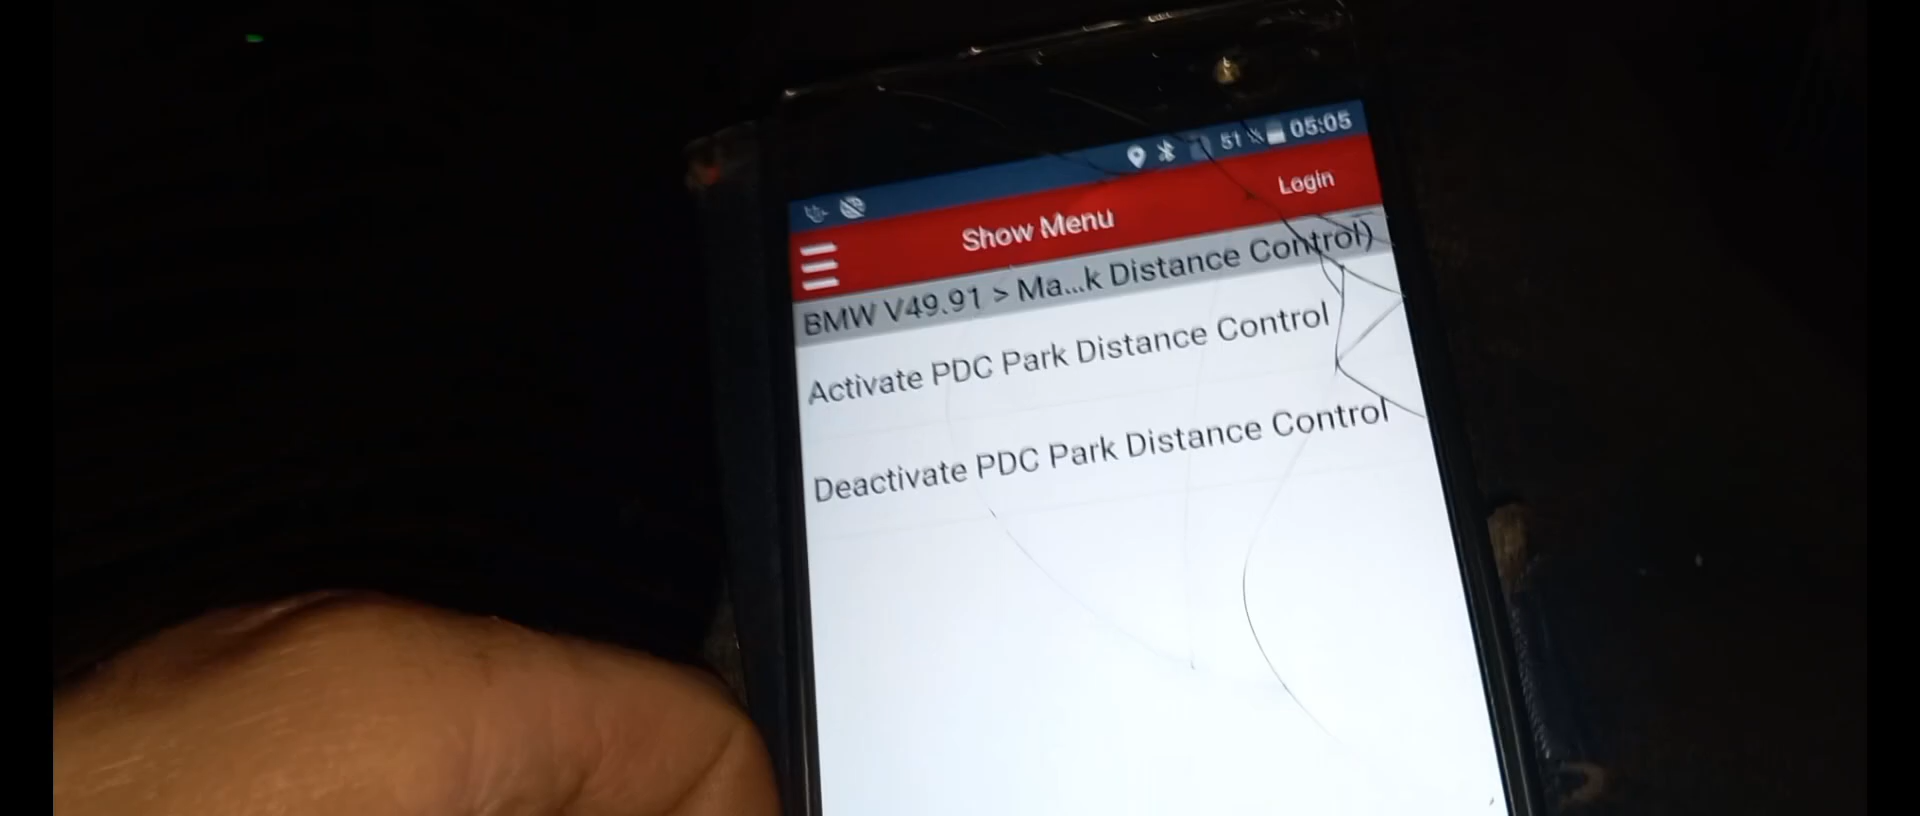 51 05:05
Login
Show Menu
BMW V49.91 > Ma...k Distance Control)
Activate PDC Park Distance Control
Deactivate PDC Park Distance Control